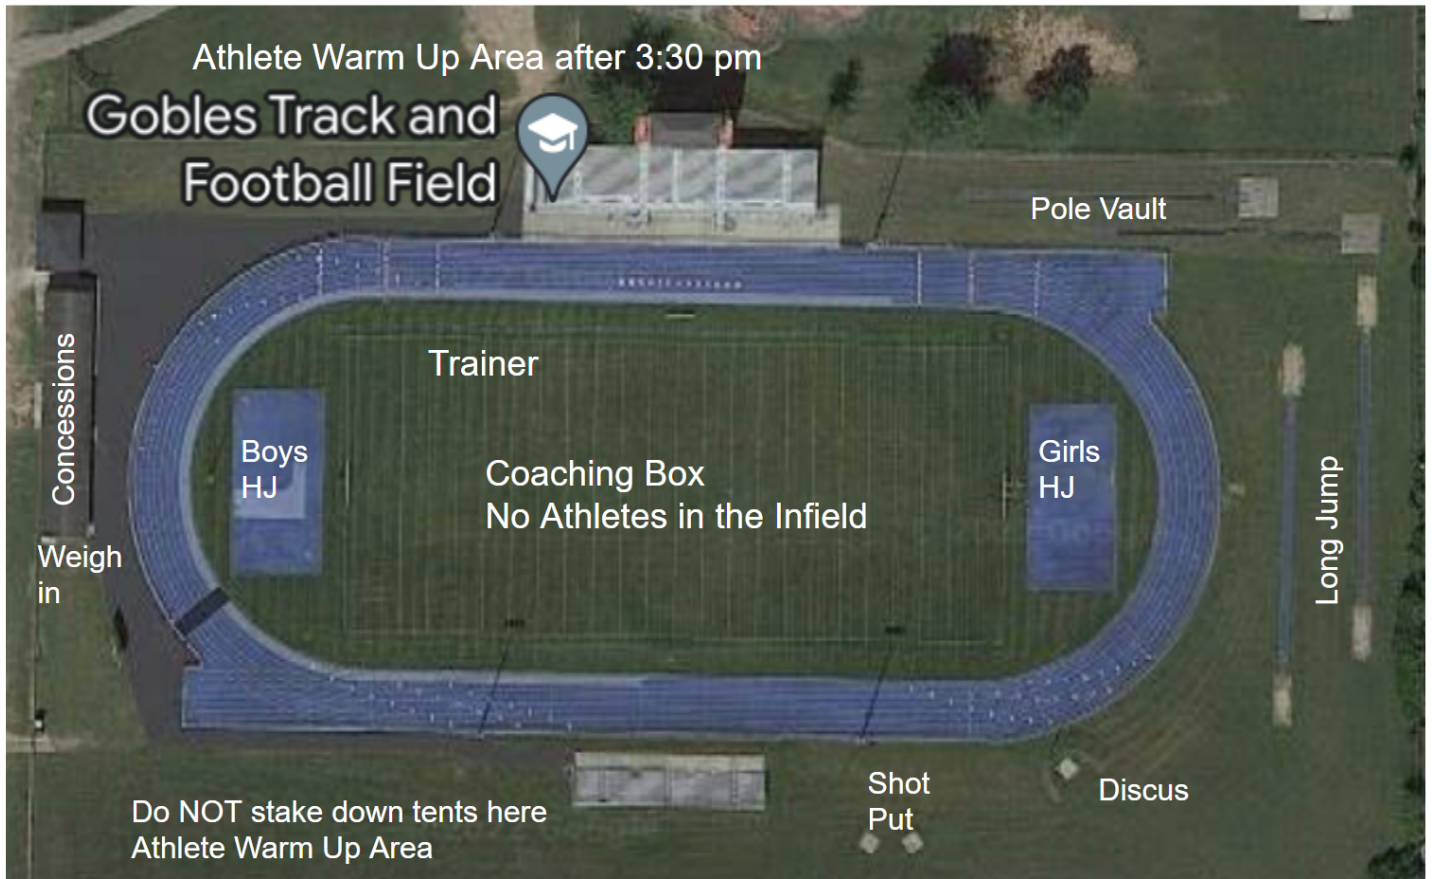 Athlete Warm Up Area after 3:30 pm
Gobles Track and
Football Field
Pole Vault
Trainer
Concessions
Boys
HJ
Coaching Box
No Athletes in the Infield
Girls
HJ
Long Jump
Weigh
in
Shot
Put
Discus
Do NOT stake down tents here
Athlete Warm Up Area